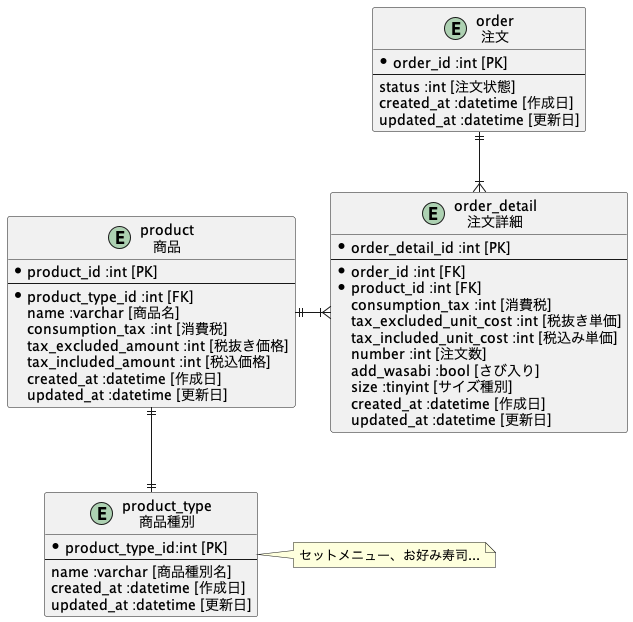 E order
注文
* order_id :int [PK]
status :int [注文状態]
created_at :datetime [作成日]
updated_at :datetime [更新日]
E product
商品
* product_id :int [PK]
* product_type_id :int [FK]
name :varchar [商品名]
consumption_tax :int [消費税]
tax_excluded_amount :int [税抜き価格]
tax_included_amount :int [税込価格]
created_at :datetime [作成日]
updated_at :datetime [更新日]
E order_detail
注文詳細
* order_detail_id :int [PK]
* order_id :int [FK]
* product_id :int [FK]
consumption_tax :int [消費税]
tax_excluded_unit_cost :int [税抜き単価]
tax_included_unit_cost :int [税込み単価]
number :int [注文数]
add_wasabi :bool [さび入り]
size :tinyint [サイズ種別]
created_at :datetime [作成日]
updated_at :datetime [更新日]
E product_type
商品種別
* product_type_id:int [PK]
name :varchar [商品種別名]
created_at :datetime [作成日]
updated_at :datetime [更新日]
セットメニュー、お好み寿司...